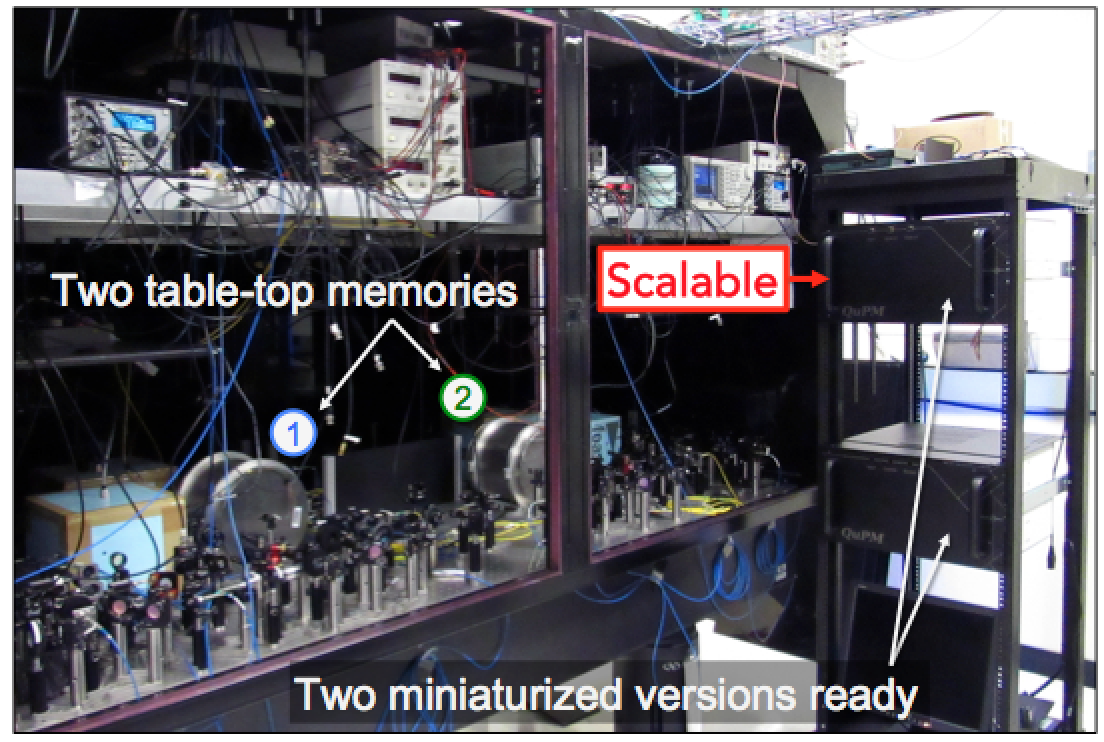 Two table-top memories
Scalable
1
2
QuPM
QuPM
Two miniaturized versions ready